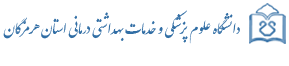 دانشگاه علوم پزشکی و خدمات بهداشتی درمانی استان هرمزگان